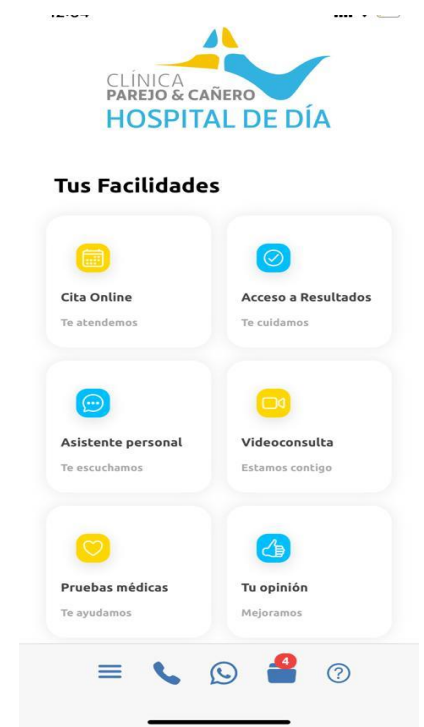 CLÍNICA
PAREJO & CAÑERO
HOSPITAL DE DÍA
Tus Facilidades
Cita Online
Te atendemos
Acceso a Resultados
Te cuidamos
Asistente personal
Te escuchamos
Videoconsulta
Estamos contigo
Pruebas médicas
Te ayudamos
Tu opinión
Mejoramos
4